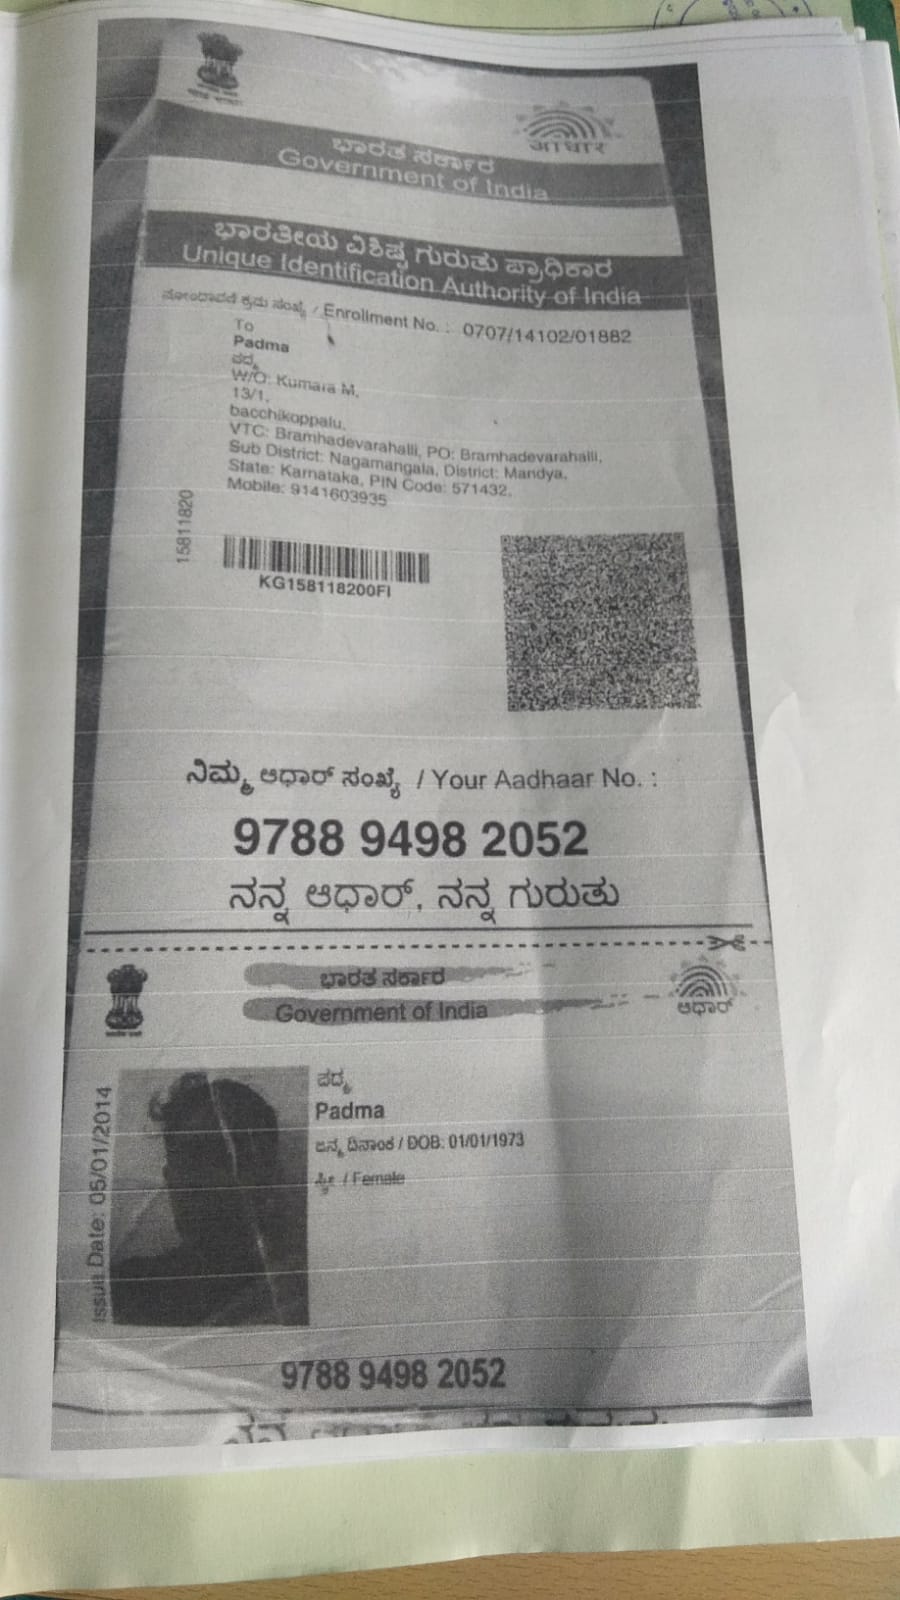 आधार
ಭಾರತ ಸರ್ಕಾರ
Government of India
ಭಾರತೀಯ ವಿಶಿಷ್ಟ ಗುರುತು ಪ್ರಾಧಿಕಾರ
Unique Identification Authority of India
ನೋಂದಾವಣೆ ಕ್ರಮ ಸಂಖ್ಯೆ / Enrollment No. : 0707/14102/01882
To
Padma
ಪದ್ಮ
W/O: Kumara M,
13/1,
bacchikoppalu,
VTC: Bramhadevarahalli, PO: Bramhadevarahalli,
Sub District: Nagamangala, District: Mandya,
State: Karnataka, PIN Code: 571432,
Mobile: 9141603935
15811820
KG158118200FI
ನಿಮ್ಮ ಆಧಾರ್ ಸಂಖ್ಯೆ / Your Aadhaar No. :
9788 9498 2052
ನನ್ನ ಆಧಾರ್, ನನ್ನ ಗುರುತು
ಭಾರತ ಸರ್ಕಾರ
Government of India
ಆಧಾರ್
Issue Date: 05/01/2014
ಪದ್ಮ
Padma
ಜನ್ಮ ದಿನಾಂಕ / DOB: 01/01/1973
ಸ್ತ್ರೀ / Female
9788 9498 2052